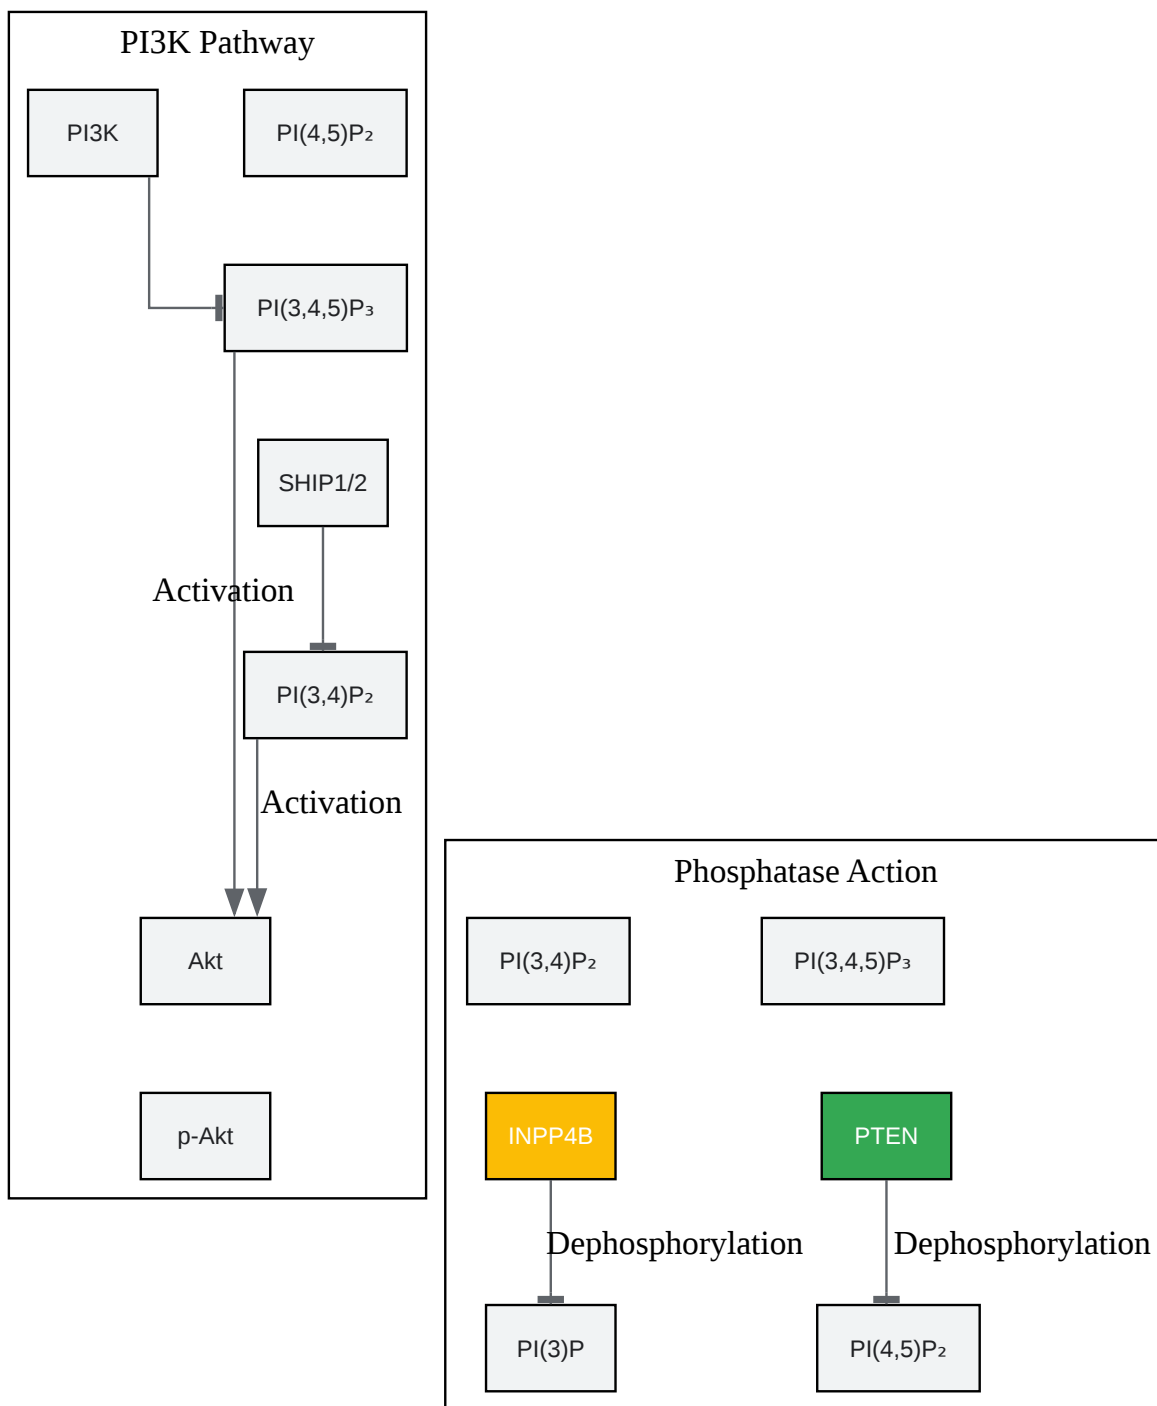 PI3K Pathway
PI3K
PI(4,5)P₂
PI(3,4,5)P₃
SHIP1/2
Activation
PI(3,4)P₂
Activation
Akt
p-Akt
Phosphatase Action
PI(3,4)P₂
PI(3,4,5)P₃
INPP4B
PTEN
Dephosphorylation
Dephosphorylation
PI(3)P
PI(4,5)P₂